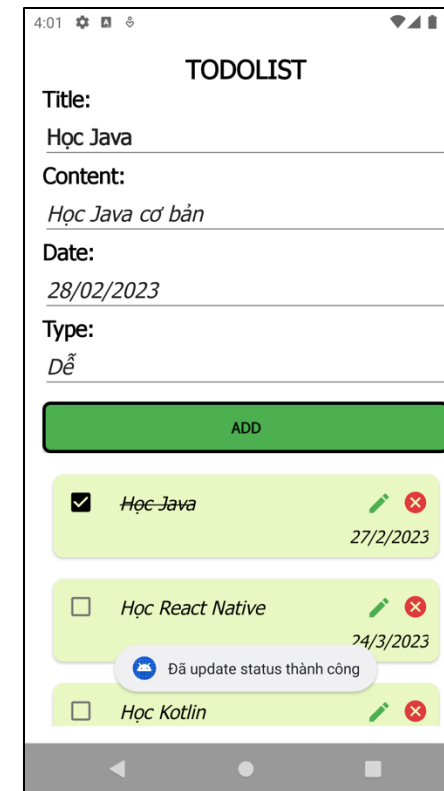 4:01
TODOLIST
Title:
Học Java
Content:
Học Java cơ bản
Date:
28/02/2023
Type:
Dễ
ADD
Học Java
27/2/2023
Học React Native
24/3/2023
Đã update status thành công
Học Kotlin